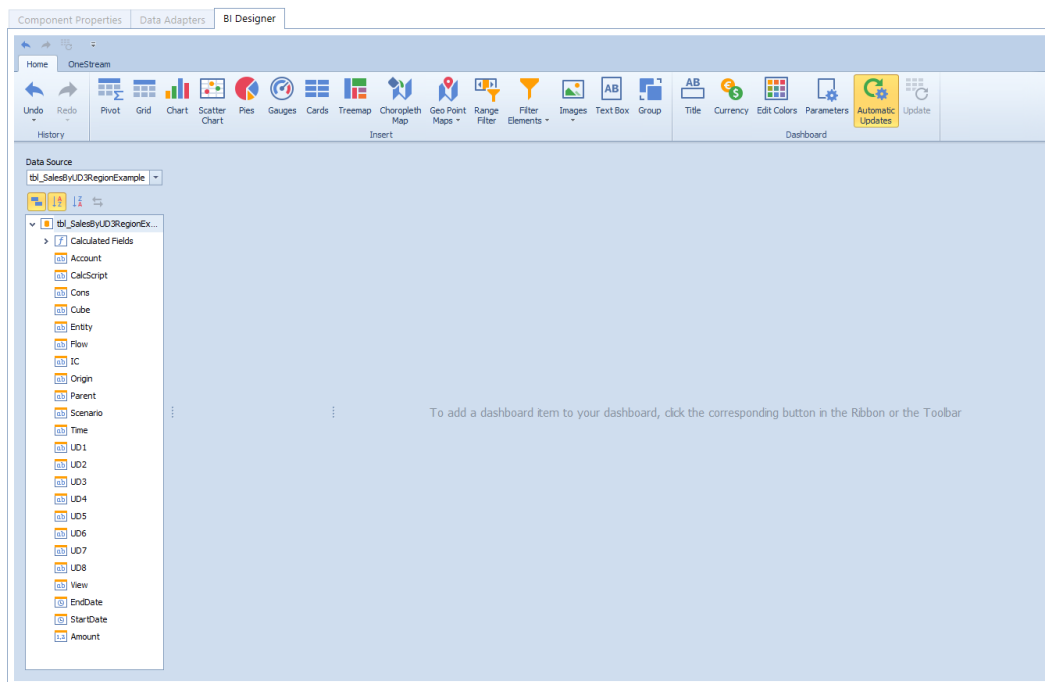 Component Properties Data Adapters BI Designer
Home OneStream
Undo Redo Pivot Grid Chart Scatter Chart Pies Gauges Cards Treemap Choropleth Map Geo Point Maps Range Filter Filter Elements Images Text Box Group Title Currency Edit Colors Parameters Automatic Updates Update
History Insert Dashboard
Data Source
tbl_SalesByUD3RegionExample
tbl_SalesByUD3RegionEx...
Calculated Fields
Account
CalcScript
Cons
Cube
Entity
Flow
IC
Origin
Parent
Scenario
To add a dashboard item to your dashboard, click the corresponding button in the Ribbon or the Toolbar
Time
UD1
UD2
UD3
UD4
UD5
UD6
UD7
UD8
View
EndDate
StartDate
Amount